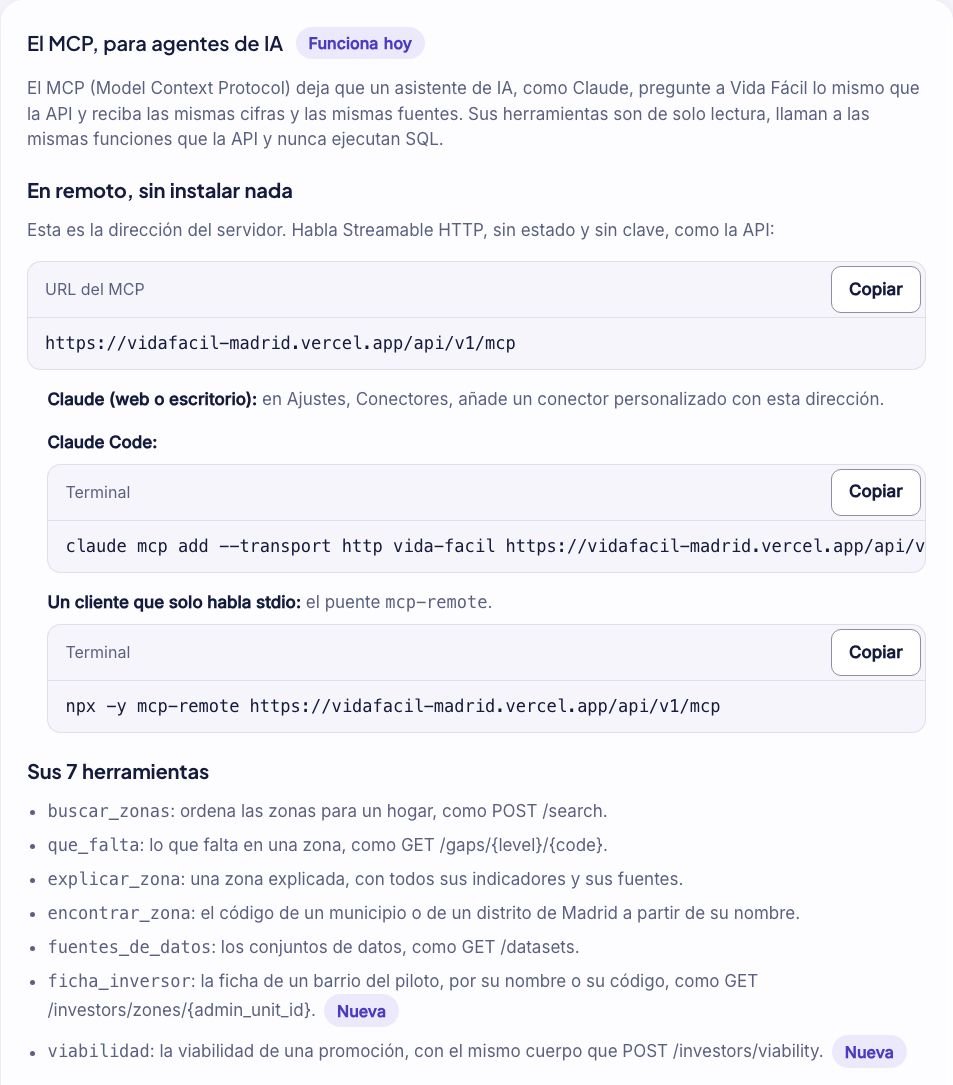 El MCP, para agentes de IA Funciona hoy
El MCP (Model Context Protocol) deja que un asistente de IA, como Claude, pregunte a Vida Fácil lo mismo que
la API y reciba las mismas cifras y las mismas fuentes. Sus herramientas son de solo lectura, llaman a las
mismas funciones que la API y nunca ejecutan SQL.
En remoto, sin instalar nada
Esta es la dirección del servidor. Habla Streamable HTTP, sin estado y sin clave, como la API:
URL del MCP Copiar
https://vidafacil-madrid.vercel.app/api/v1/mcp
Claude (web o escritorio): en Ajustes, Conectores, añade un conector personalizado con esta dirección.
Claude Code:
Terminal Copiar
claude mcp add --transport http vida-facil https://vidafacil-madrid.vercel.app/api/v
Un cliente que solo habla stdio: el puente mcp-remote.
Terminal Copiar
npx -y mcp-remote https://vidafacil-madrid.vercel.app/api/v1/mcp
Sus 7 herramientas
• buscar_zonas: ordena las zonas para un hogar, como POST /search.
• que_falta: lo que falta en una zona, como GET /gaps/{level}/{code}.
• explicar_zona: una zona explicada, con todos sus indicadores y sus fuentes.
• encontrar_zona: el código de un municipio o de un distrito de Madrid a partir de su nombre.
• fuentes_de_datos: los conjuntos de datos, como GET /datasets.
• ficha_inversor: la ficha de un barrio del piloto, por su nombre o su código, como GET
/investors/zones/{admin_unit_id}. Nueva
• viabilidad: la viabilidad de una promoción, con el mismo cuerpo que POST /investors/viability. Nueva